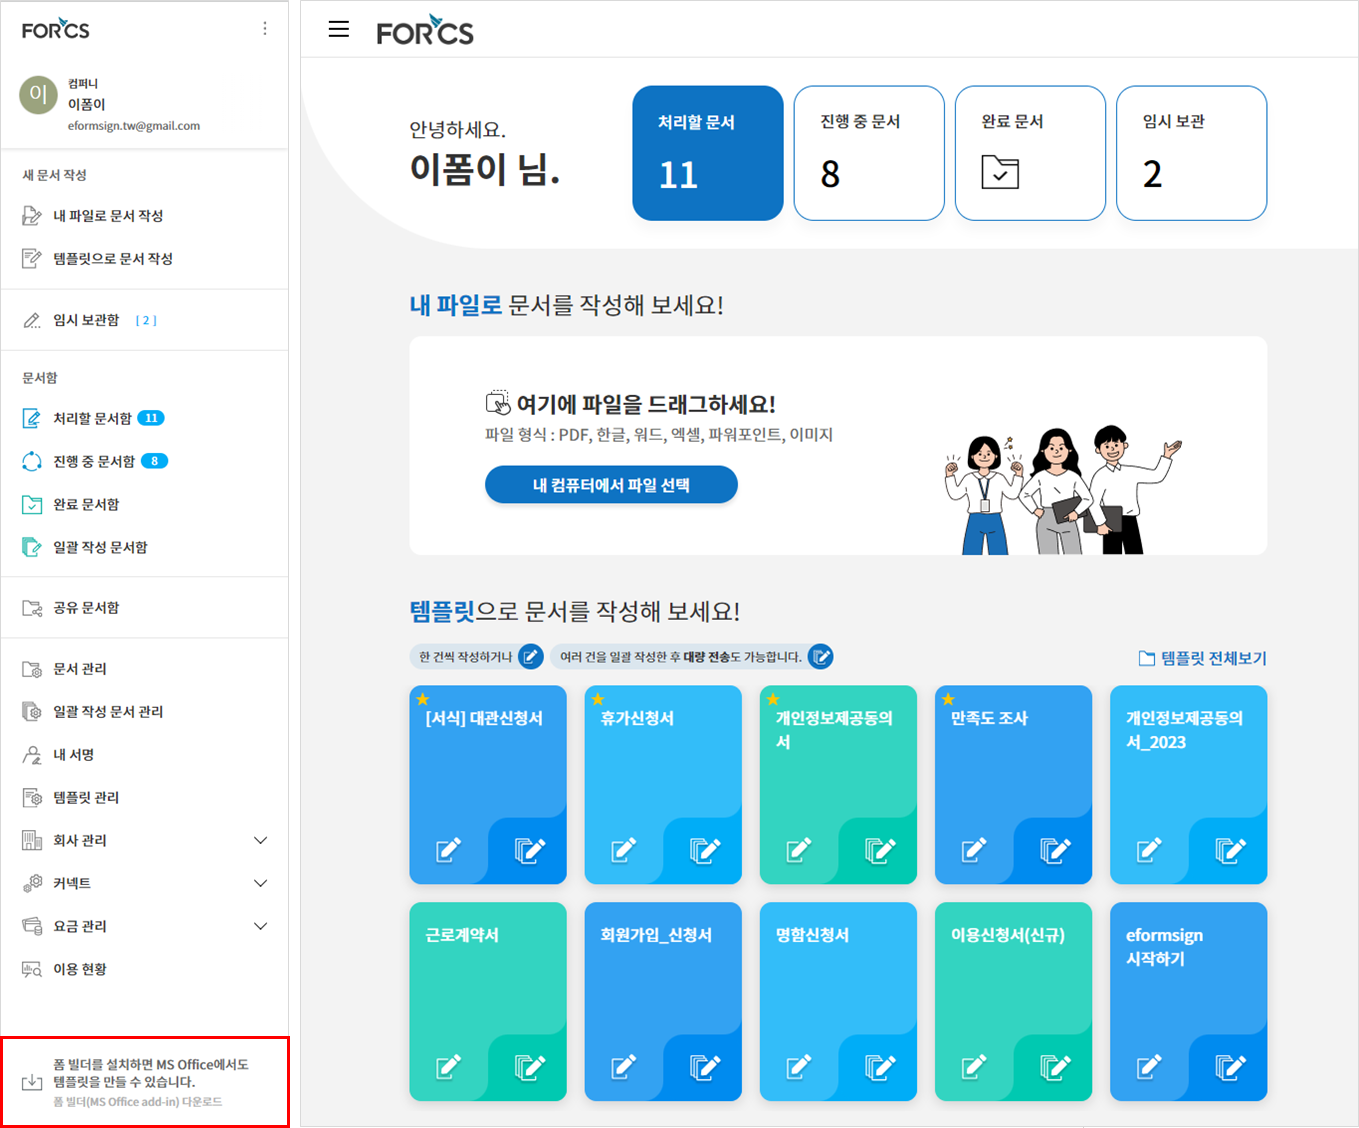 FORCS
이
컴퍼니
이폼이
eformsign.tw@gmail.com
새 문서 작성
내 파일로 문서 작성
템플릿으로 문서 작성
임시 보관함 [ 2 ]
문서함
처리할 문서함 11
진행 중 문서함 8
완료 문서함
일괄 작성 문서함
공유 문서함
문서 관리
일괄 작성 문서 관리
내 서명
템플릿 관리
회사 관리
커넥트
요금 관리
이용 현황
폼 빌더를 설치하면 MS Office에서도
템플릿을 만들 수 있습니다.
폼 빌더(MS Office add-in) 다운로드
FORCS
안녕하세요.
이폼이 님.
처리할 문서
11
진행 중 문서
8
완료 문서
임시 보관
2
내 파일로 문서를 작성해 보세요!
여기에 파일을 드래그하세요!
파일 형식 : PDF, 한글, 워드, 엑셀, 파워포인트, 이미지
내 컴퓨터에서 파일 선택
템플릿으로 문서를 작성해 보세요!
한 건씩 작성하거나
여러 건을 일괄 작성한 후 대량 전송도 가능합니다.
템플릿 전체보기
[서식] 대관신청서
휴가신청서
개인정보제공동의
서
만족도 조사
개인정보제공동의
서_2023
근로계약서
회원가입_신청서
명함신청서
이용신청서(신규)
eformsign
시작하기